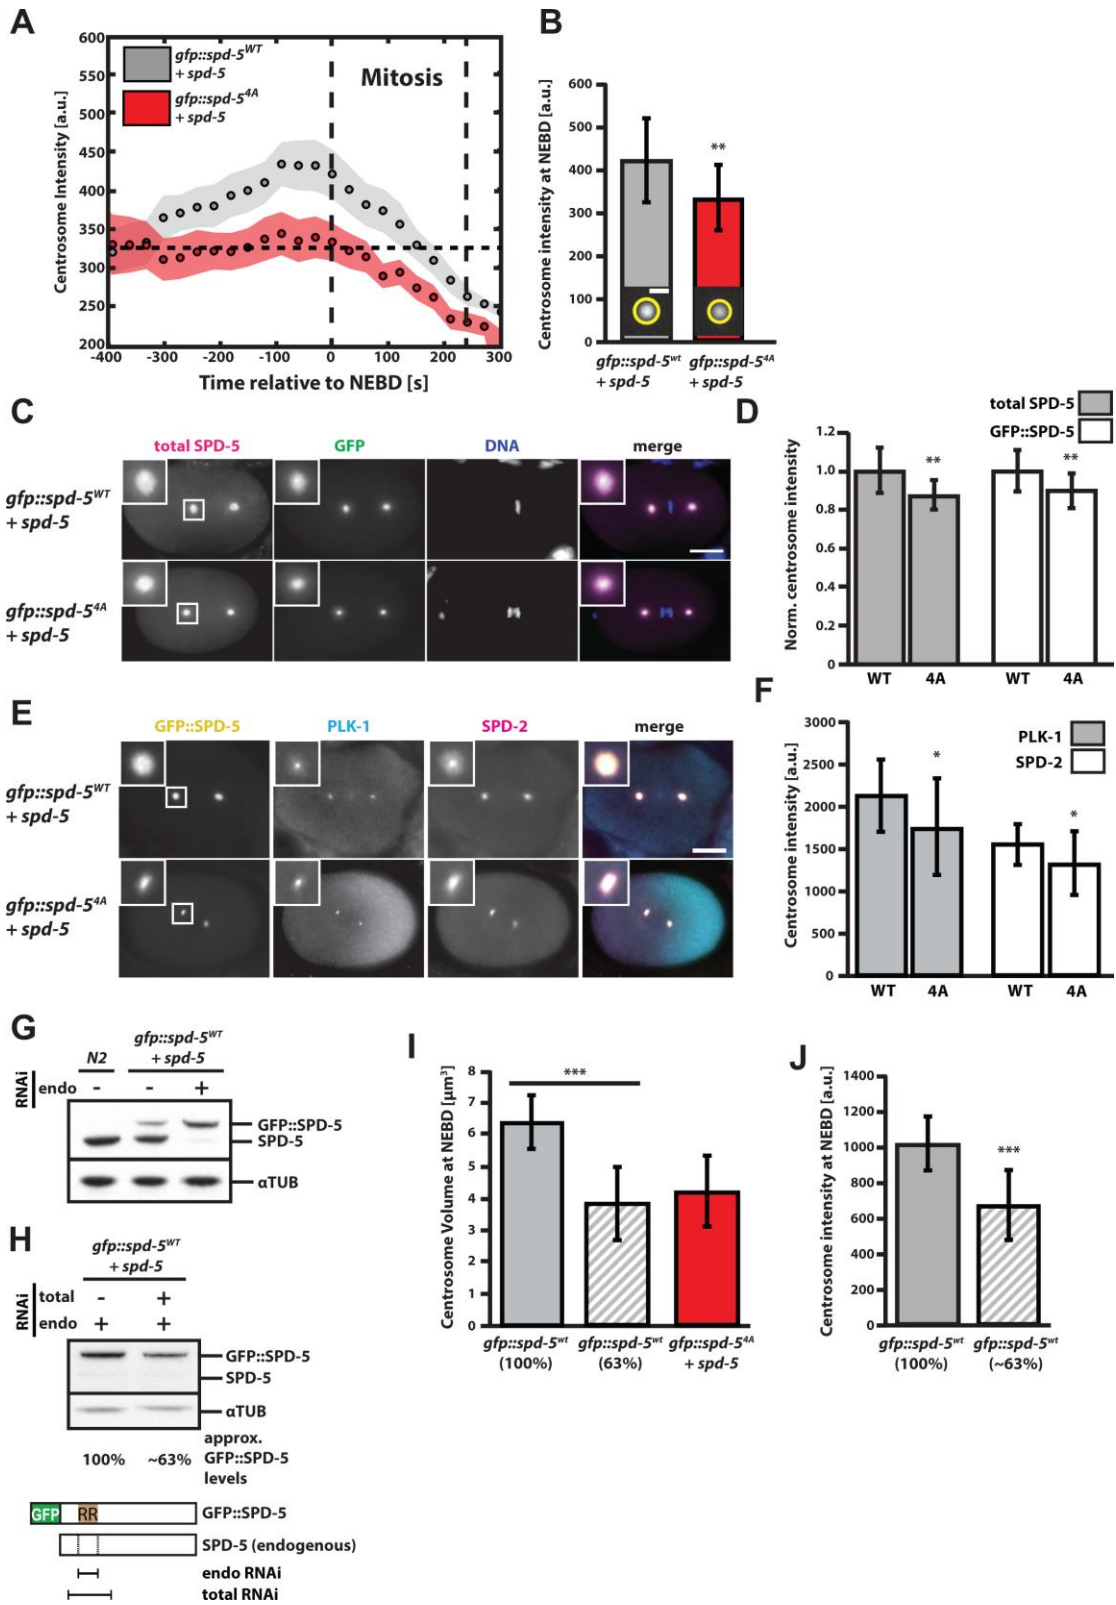 A
600
550
500
450
400
350
300
250
200
Centrosome Intensity [a.u.]
gfp::spd-5WT
+ spd-5
gfp::spd-54A
+ spd-5
Mitosis
-400 -300 -200 -100 0 100 200 300
Time relative to NEBD [s]
B
600
500
400
300
200
100
0
Centrosome intensity at NEBD [a.u.]
**
gfp::spd-5wt
+ spd-5
gfp::spd-54A
+ spd-5
C
total SPD-5 GFP DNA merge
gfp::spd-5WT
+ spd-5
gfp::spd-54A
+ spd-5
D
total SPD-5
GFP::SPD-5
1.2
1.0
0.8
0.6
0.4
0.2
0
Norm. centrosome intensity
** **
WT 4A WT 4A
E
GFP::SPD-5 PLK-1 SPD-2 merge
gfp::spd-5WT
+ spd-5
gfp::spd-54A
+ spd-5
F
3000
2500
2000
1500
1000
500
0
Centrosome intensity [a.u.]
PLK-1
SPD-2
* *
WT 4A WT 4A
G
gfp::spd-5WT
N2 + spd-5
RNAi
endo - - +
GFP::SPD-5
SPD-5
αTUB
H
gfp::spd-5WT
+ spd-5
RNAi
total - +
endo + +
GFP::SPD-5
SPD-5
αTUB
approx.
100% ~63% GFP::SPD-5
levels
GFP RR GFP::SPD-5
SPD-5 (endogenous)
endo RNAi
total RNAi
I
8
7
6
5
4
3
2
1
0
Centrosome Volume at NEBD [µm³]
***
gfp::spd-5wt
(100%)
gfp::spd-5wt
(63%)
gfp::spd-54A
+ spd-5
J
1400
1200
1000
800
600
400
200
0
Centrosome intensity at NEBD [a.u.]
***
gfp::spd-5wt
(100%)
gfp::spd-5wt
(~63%)